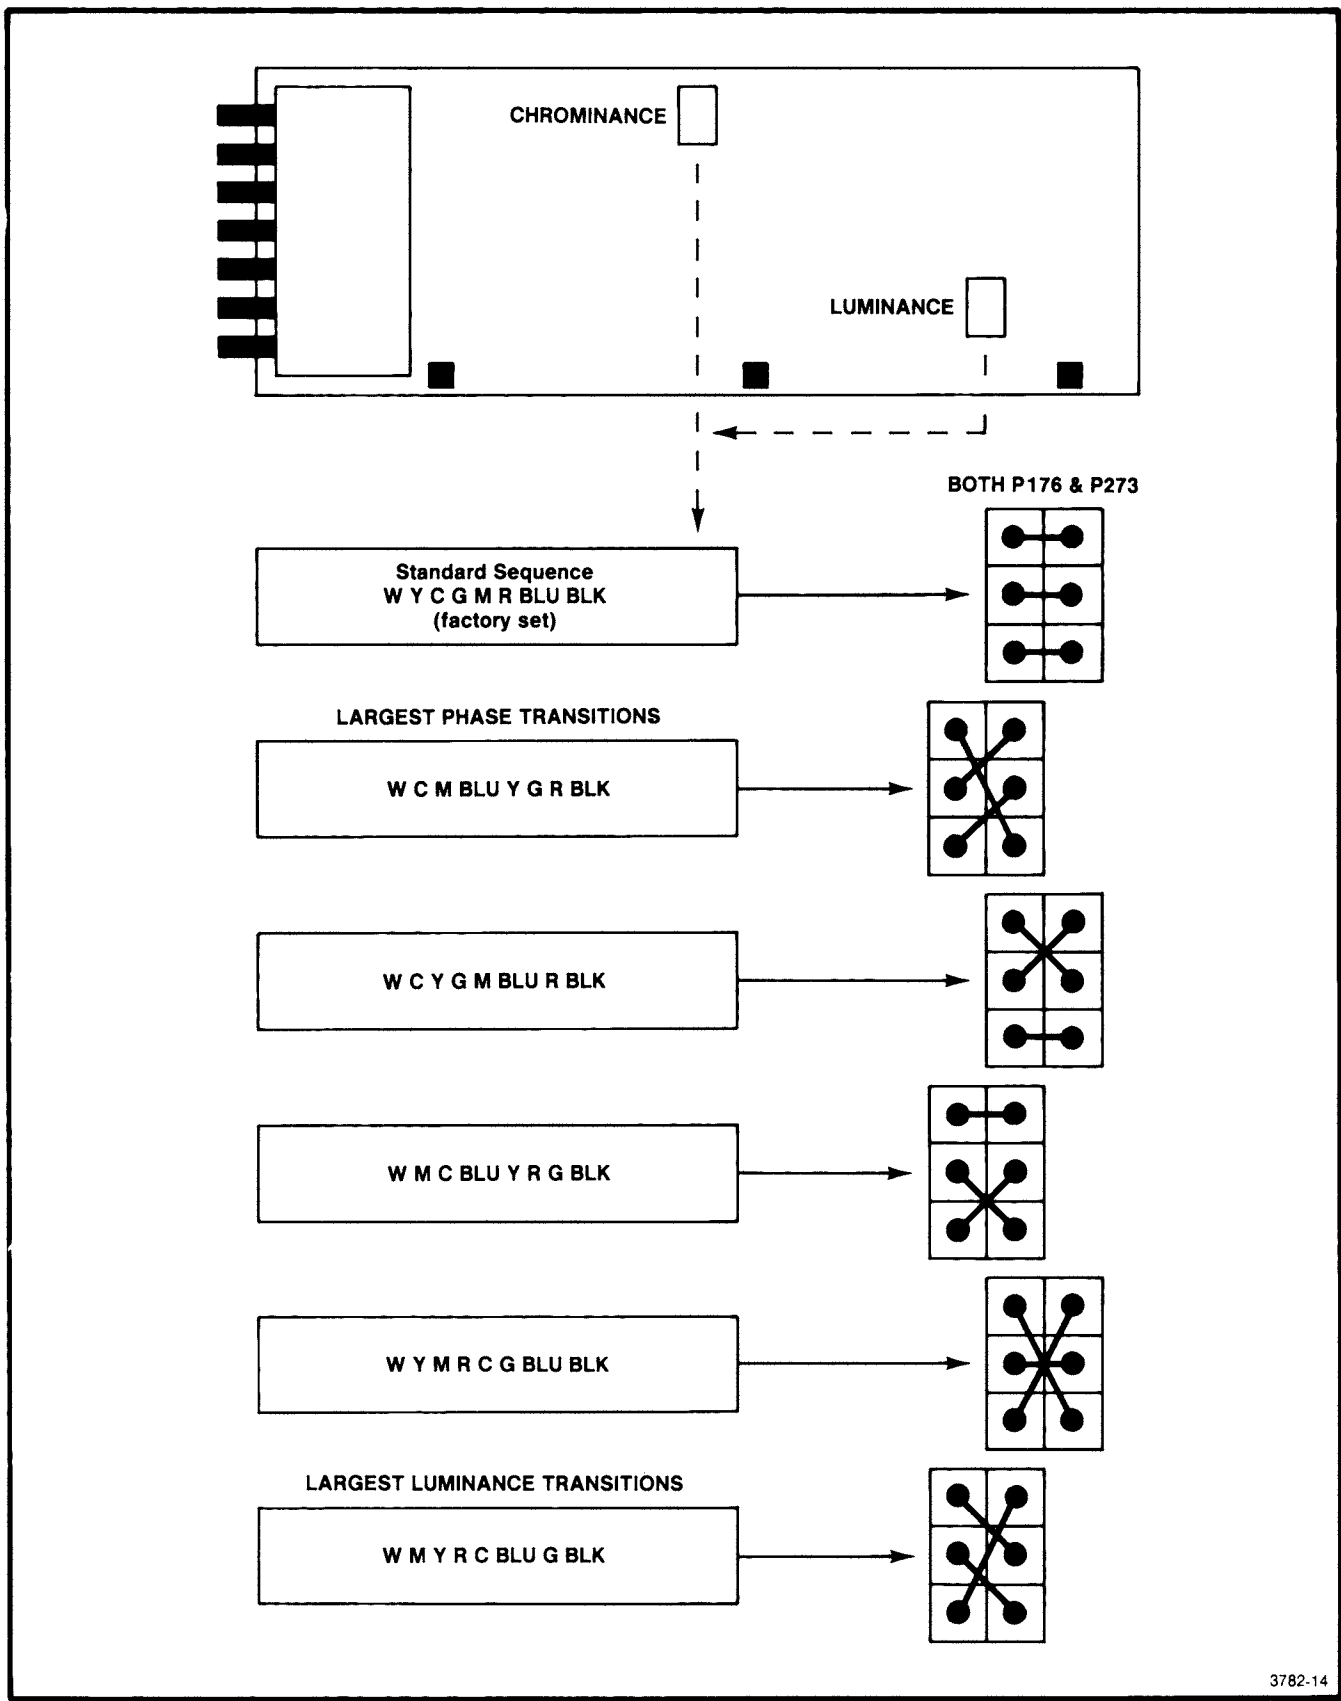 CHROMINANCE
LUMINANCE
BOTH P176 & P273
Standard Sequence
W Y C G M R BLU BLK
(factory set)
LARGEST PHASE TRANSITIONS
W C M BLU Y G R BLK
W C Y G M BLU R BLK
W M C BLU Y R G BLK
W Y M R C G BLU BLK
LARGEST LUMINANCE TRANSITIONS
W M Y R C BLU G BLK
3782-14